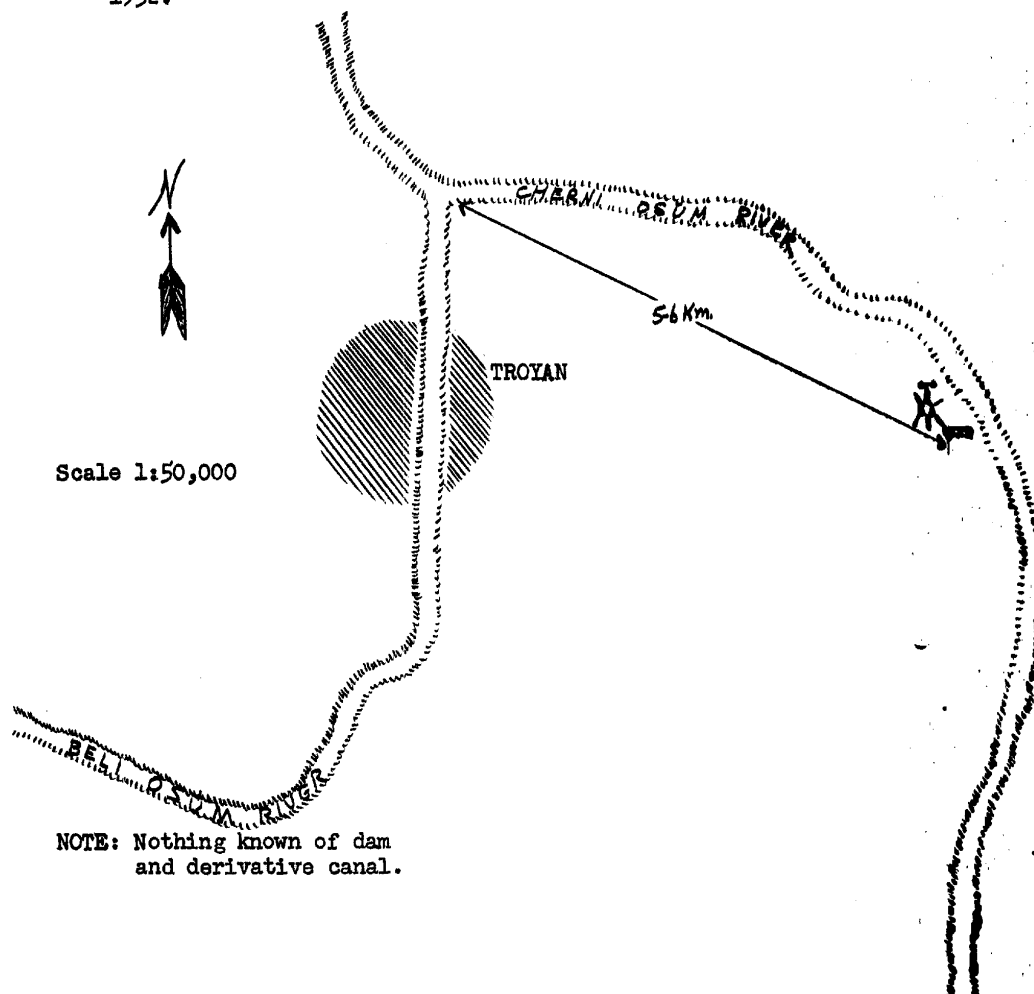 N
CHERNI OSUM RIVER
5-6 Km.
TROYAN
Scale 1:50,000
BELI OSUM RIVER
NOTE: Nothing known of dam
and derivative canal.